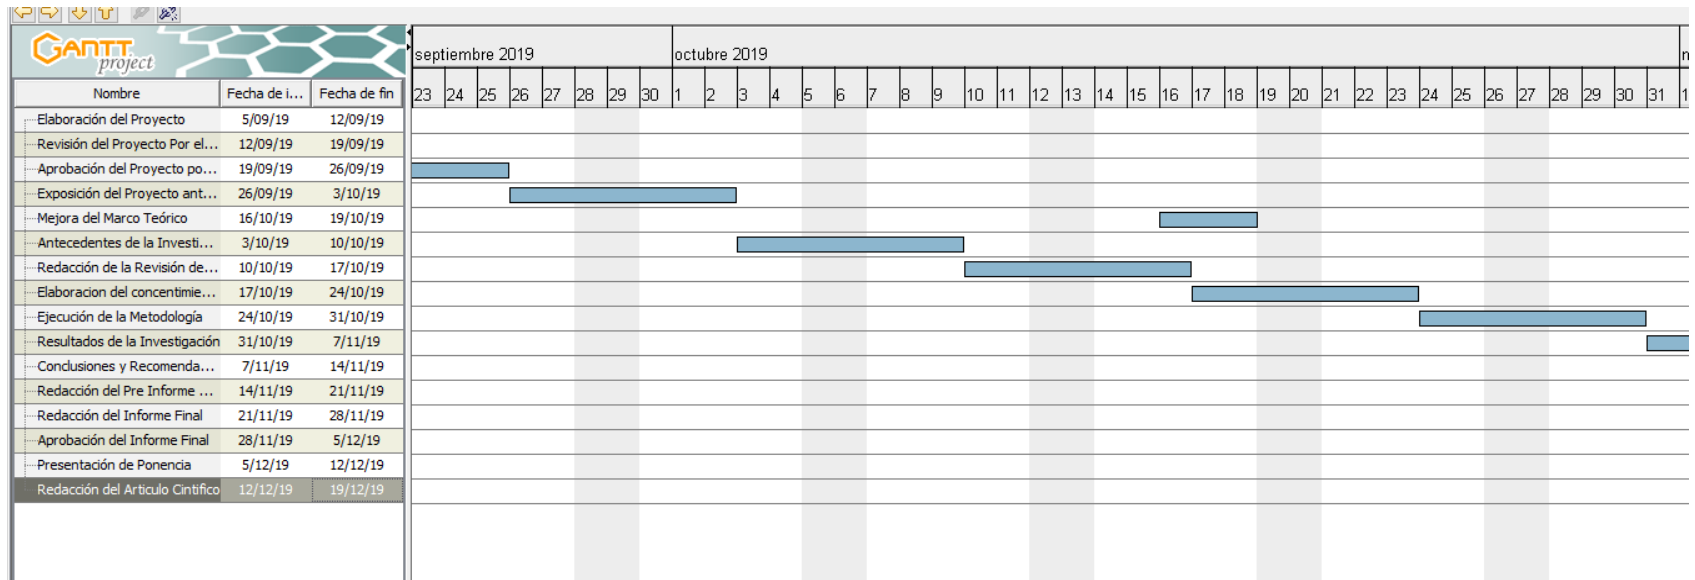 GANTT
project
septiembre 2019 octubre 2019 n
Nombre Fecha de i... Fecha de fin 23 24 25 26 27 28 29 30 1 2 3 4 5 6 7 8 9 10 11 12 13 14 15 16 17 18 19 20 21 22 23 24 25 26 27 28 29 30 31 1
Elaboración del Proyecto 5/09/19 12/09/19
Revisión del Proyecto Por el... 12/09/19 19/09/19
Aprobación del Proyecto po... 19/09/19 26/09/19
Exposición del Proyecto ant... 26/09/19 3/10/19
Mejora del Marco Teórico 16/10/19 19/10/19
Antecedentes de la Investi... 3/10/19 10/10/19
Redacción de la Revisión de... 10/10/19 17/10/19
Elaboracion del concentimie... 17/10/19 24/10/19
Ejecución de la Metodología 24/10/19 31/10/19
Resultados de la Investigación 31/10/19 7/11/19
Conclusiones y Recomenda... 7/11/19 14/11/19
Redacción del Pre Informe ... 14/11/19 21/11/19
Redacción del Informe Final 21/11/19 28/11/19
Aprobación del Informe Final 28/11/19 5/12/19
Presentación de Ponencia 5/12/19 12/12/19
Redacción del Articulo Cintifico 12/12/19 19/12/19